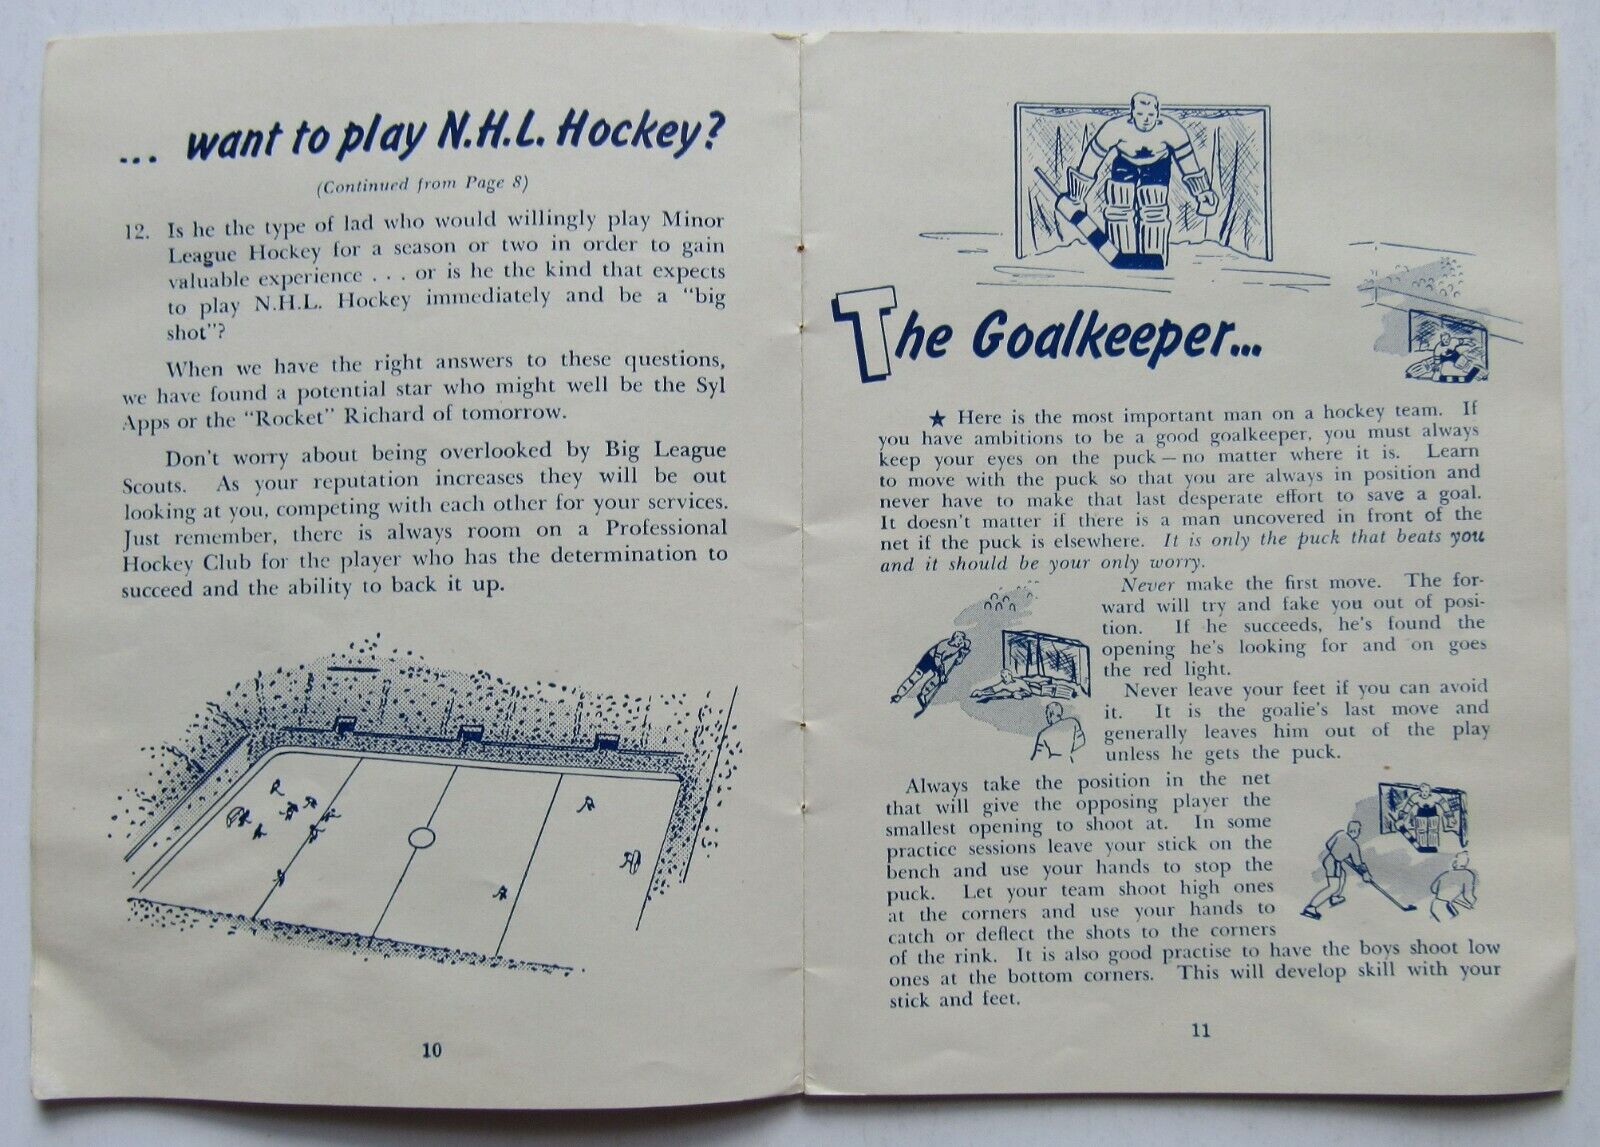 ... want to play N.H.L. Hockey?
(Continued from Page 8)
12. Is he the type of lad who would willingly play Minor
League Hockey for a season or two in order to gain
valuable experience . . . or is he the kind that expects
to play N.H.L. Hockey immediately and be a "big
shot"?
When we have the right answers to these questions,
we have found a potential star who might well be the Syl
Apps or the "Rocket" Richard of tomorrow.
Don't worry about being overlooked by Big League
Scouts. As your reputation increases they will be out
looking at you, competing with each other for your services.
Just remember, there is always room on a Professional
Hockey Club for the player who has the determination to
succeed and the ability to back it up.
10
The Goalkeeper...
★ Here is the most important man on a hockey team. If
you have ambitions to be a good goalkeeper, you must always
keep your eyes on the puck — no matter where it is. Learn
to move with the puck so that you are always in position and
never have to make that last desperate effort to save a goal.
It doesn't matter if there is a man uncovered in front of the
net if the puck is elsewhere. It is only the puck that beats you
and it should be your only worry.
Never make the first move. The for-
ward will try and fake you out of posi-
tion. If he succeeds, he's found the
opening he's looking for and on goes
the red light.
Never leave your feet if you can avoid
it. It is the goalie's last move and
generally leaves him out of the play
unless he gets the puck.
Always take the position in the net
that will give the opposing player the
smallest opening to shoot at. In some
practice sessions leave your stick on the
bench and use your hands to stop the
puck. Let your team shoot high ones
at the corners and use your hands to
catch or deflect the shots to the corners
of the rink. It is also good practise to have the boys shoot low
ones at the bottom corners. This will develop skill with your
stick and feet.
11